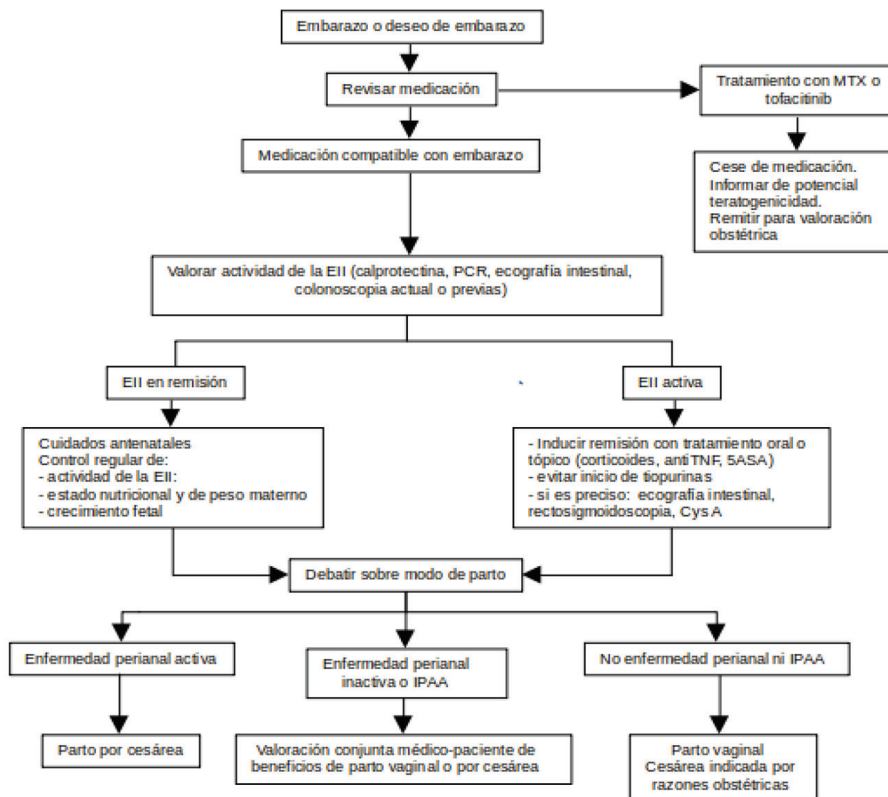 Embarazo o deseo de embarazo
Revisar medicación
Tratamiento con MTX o
tofacitinib
Medicación compatible con embarazo
Cese de medicación.
Informar de potencial
teratogenicidad.
Remitir para valoración
obstétrica
Valorar actividad de la EII (calprotectina, PCR, ecografía intestinal,
colonoscopia actual o previas)
EII en remisión
EII activa
Cuidados antenatales
Control regular de:
- actividad de la EII:
- estado nutricional y de peso materno
- crecimiento fetal
- Inducir remisión con tratamiento oral o
tópico (corticoides, antiTNF, 5ASA)
- evitar inicio de tiopurinas
- si es preciso: ecografía intestinal,
rectosigmoidoscopia, Cys A
Debatir sobre modo de parto
Enfermedad perianal activa
Enfermedad perianal
inactiva o IPAA
No enfermedad perianal ni IPAA
Parto por cesárea
Valoración conjunta médico-paciente de
beneficios de parto vaginal o por cesárea
Parto vaginal
Cesárea indicada por
razones obstétricas